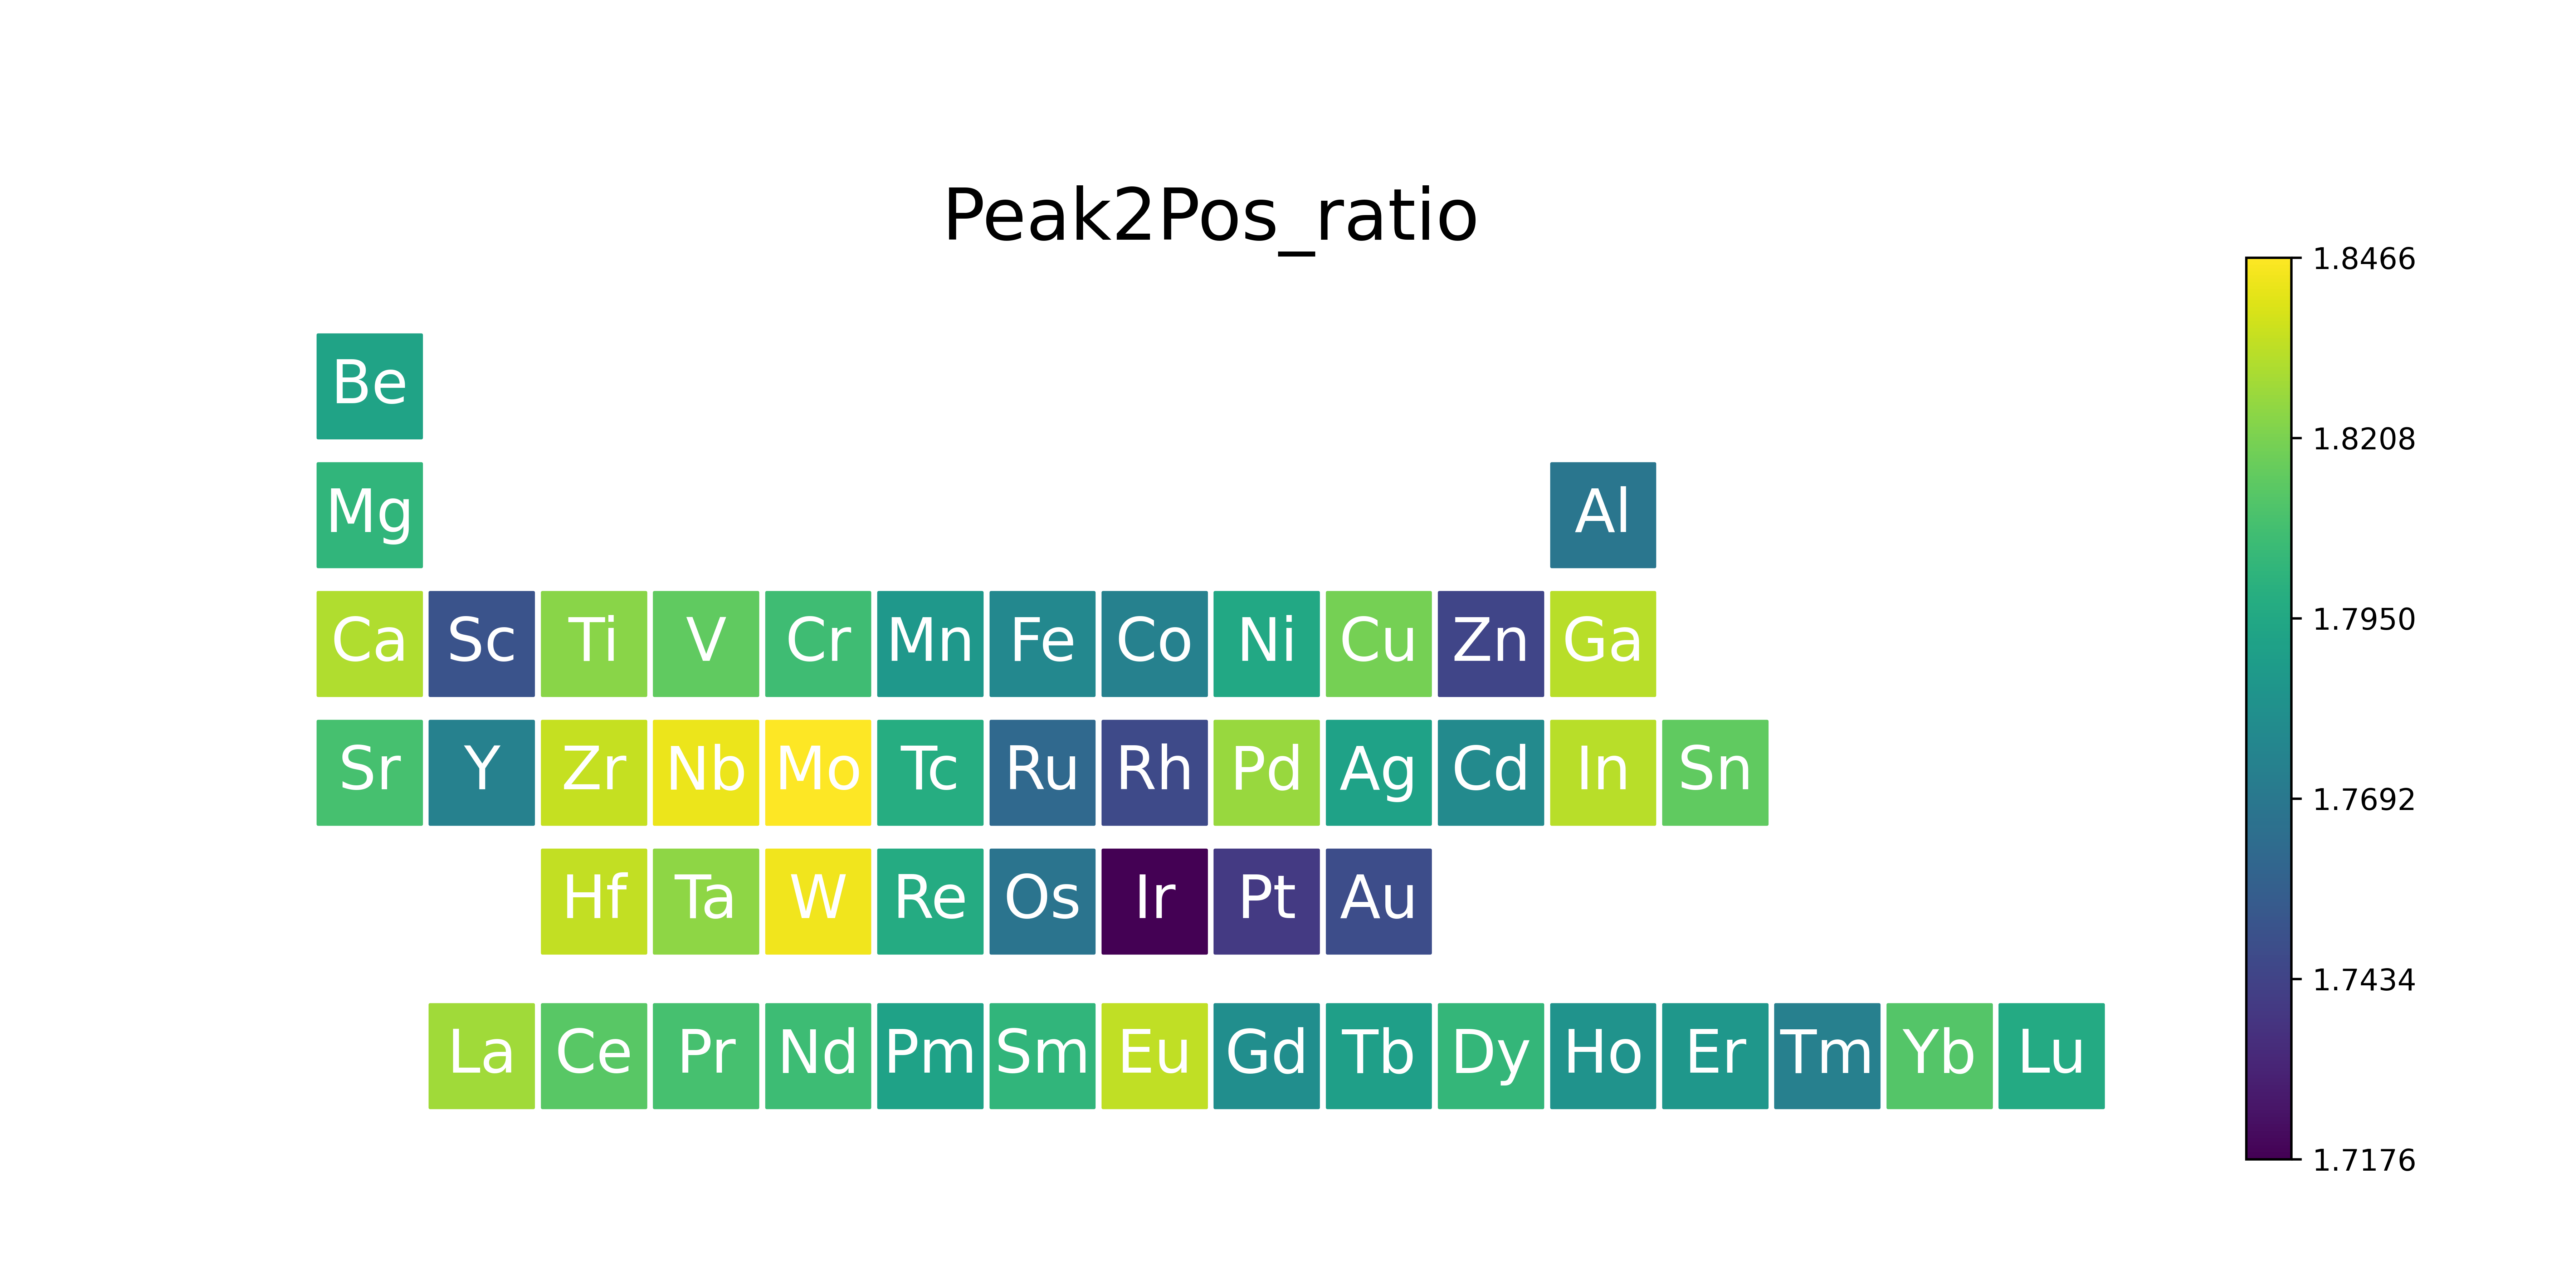 Peak2Pos_ratio
1.8466
Be
1.8208
Mg Al
Ca Sc Ti V Cr Mn Fe Co Ni Cu Zn Ga
1.7950
Sr Y Zr Nb Mo Tc Ru Rh Pd Ag Cd In Sn
1.7692
Hf Ta W Re Os Ir Pt Au
1.7434
La Ce Pr Nd Pm Sm Eu Gd Tb Dy Ho Er Tm Yb Lu
1.7176